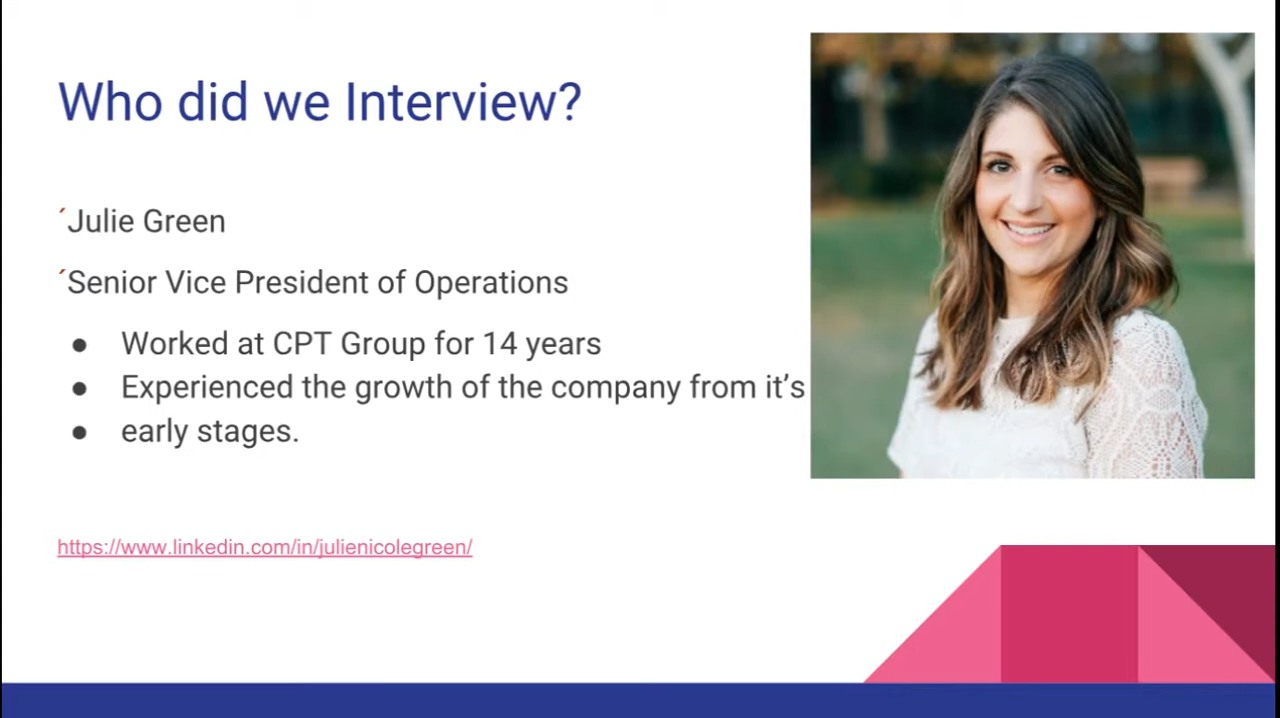 Who did we Interview?
´Julie Green
´Senior Vice President of Operations
● Worked at CPT Group for 14 years
● Experienced the growth of the company from it’s
● early stages.
https://www.linkedin.com/in/julienicolegreen/